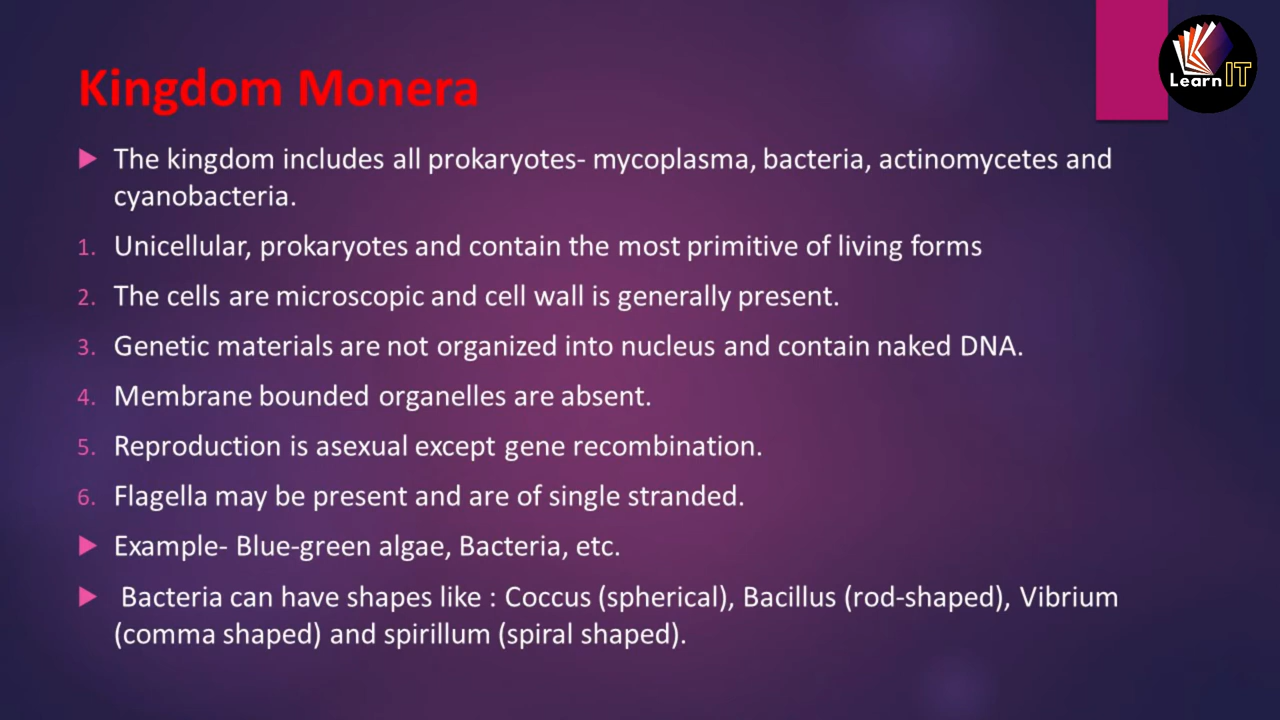 Learn IT
Kingdom Monera
The kingdom includes all prokaryotes- mycoplasma, bacteria, actinomycetes and
cyanobacteria.
1. Unicellular, prokaryotes and contain the most primitive of living forms
2. The cells are microscopic and cell wall is generally present.
3. Genetic materials are not organized into nucleus and contain naked DNA.
4. Membrane bounded organelles are absent.
5. Reproduction is asexual except gene recombination.
6. Flagella may be present and are of single stranded.
Example- Blue-green algae, Bacteria, etc.
Bacteria can have shapes like : Coccus (spherical), Bacillus (rod-shaped), Vibrium
(comma shaped) and spirillum (spiral shaped).